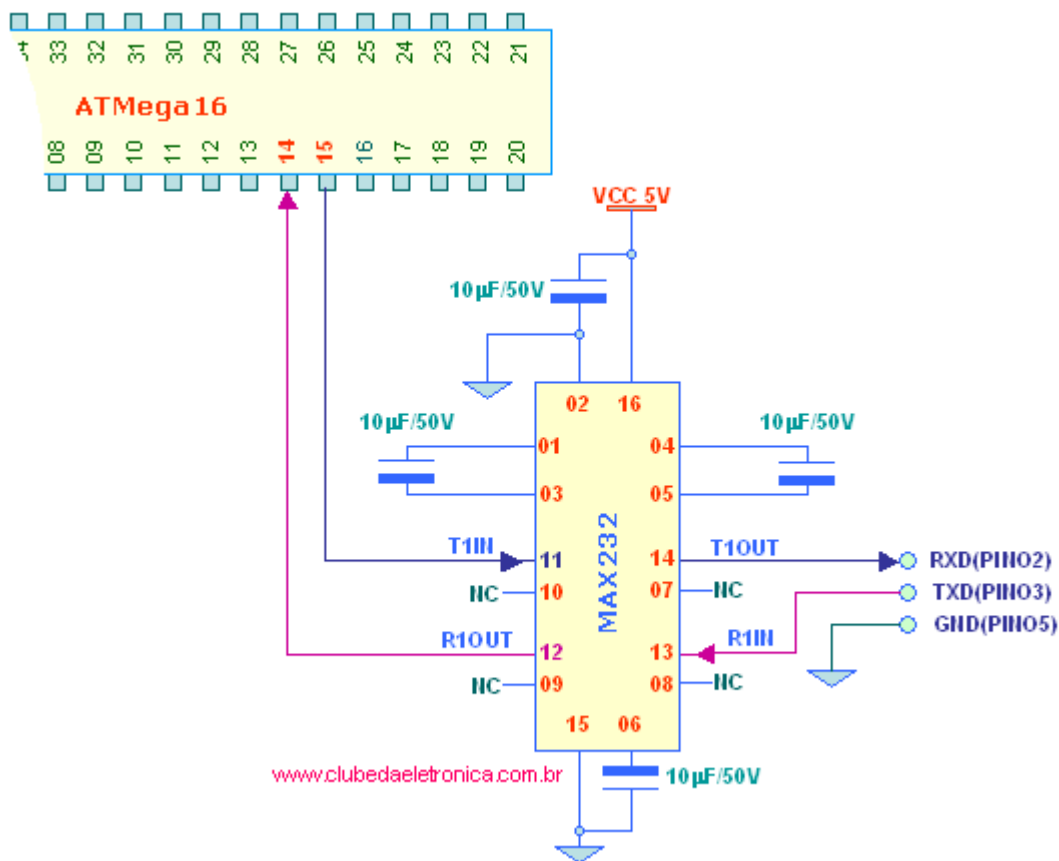 33 32 31 30 29 28 27 26 25 24 23 22 21
ATMega16
08 09 10 11 12 13 14 15 16 17 18 19 20
VCC 5V
10µF/50V
02 16
10µF/50V
10µF/50V
01 04
03 05
MAX232
T1IN 11 14 T1OUT RXD(PINO2)
NC 10 07 NC TXD(PINO3)
GND(PINO5)
R1OUT 12 13 R1IN
NC 09 08 NC
15 06
www.clubedaeletronica.com.br
10µF/50V